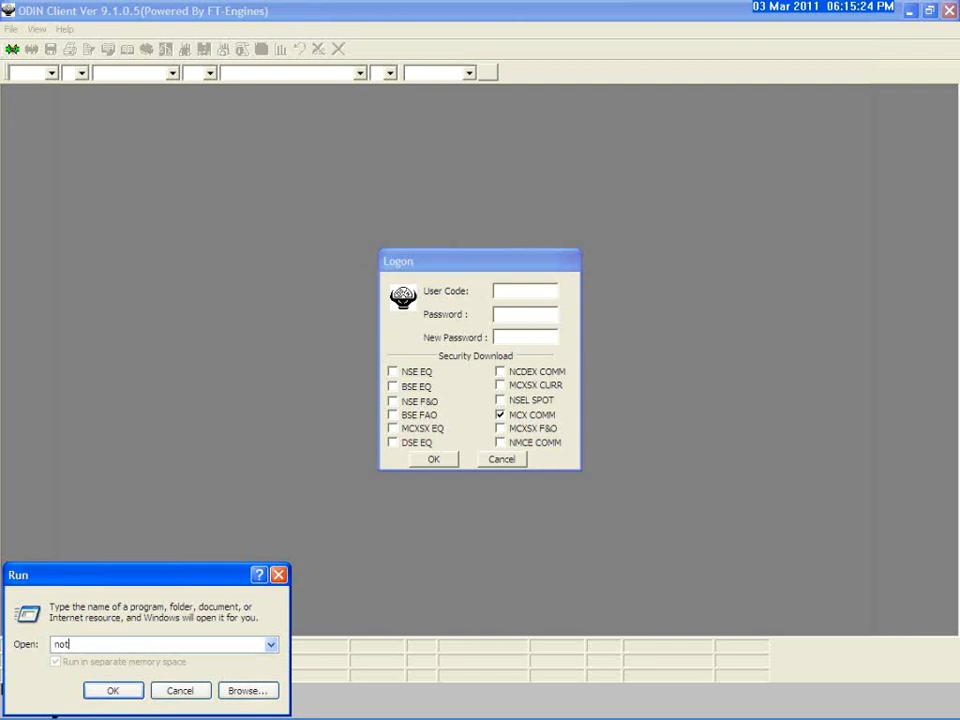 ODIN Client Ver 9.1.0.5(Powered By FT-Engines)
03 Mar 2011 06:15:24 PM
File View Help
Logon
User Code:
Password :
New Password :
Security Download
NSE EQ
BSE EQ
NSE F&O
BSE FAO
MCXSX EQ
DSE EQ
NCDEX COMM
MCXSX CURR
NSEL SPOT
MCX COMM
MCXSX F&O
NMCE COMM
OK
Cancel
Run
Type the name of a program, folder, document, or
Internet resource, and Windows will open it for you.
Open: not
Run in separate memory space
OK
Cancel
Browse...